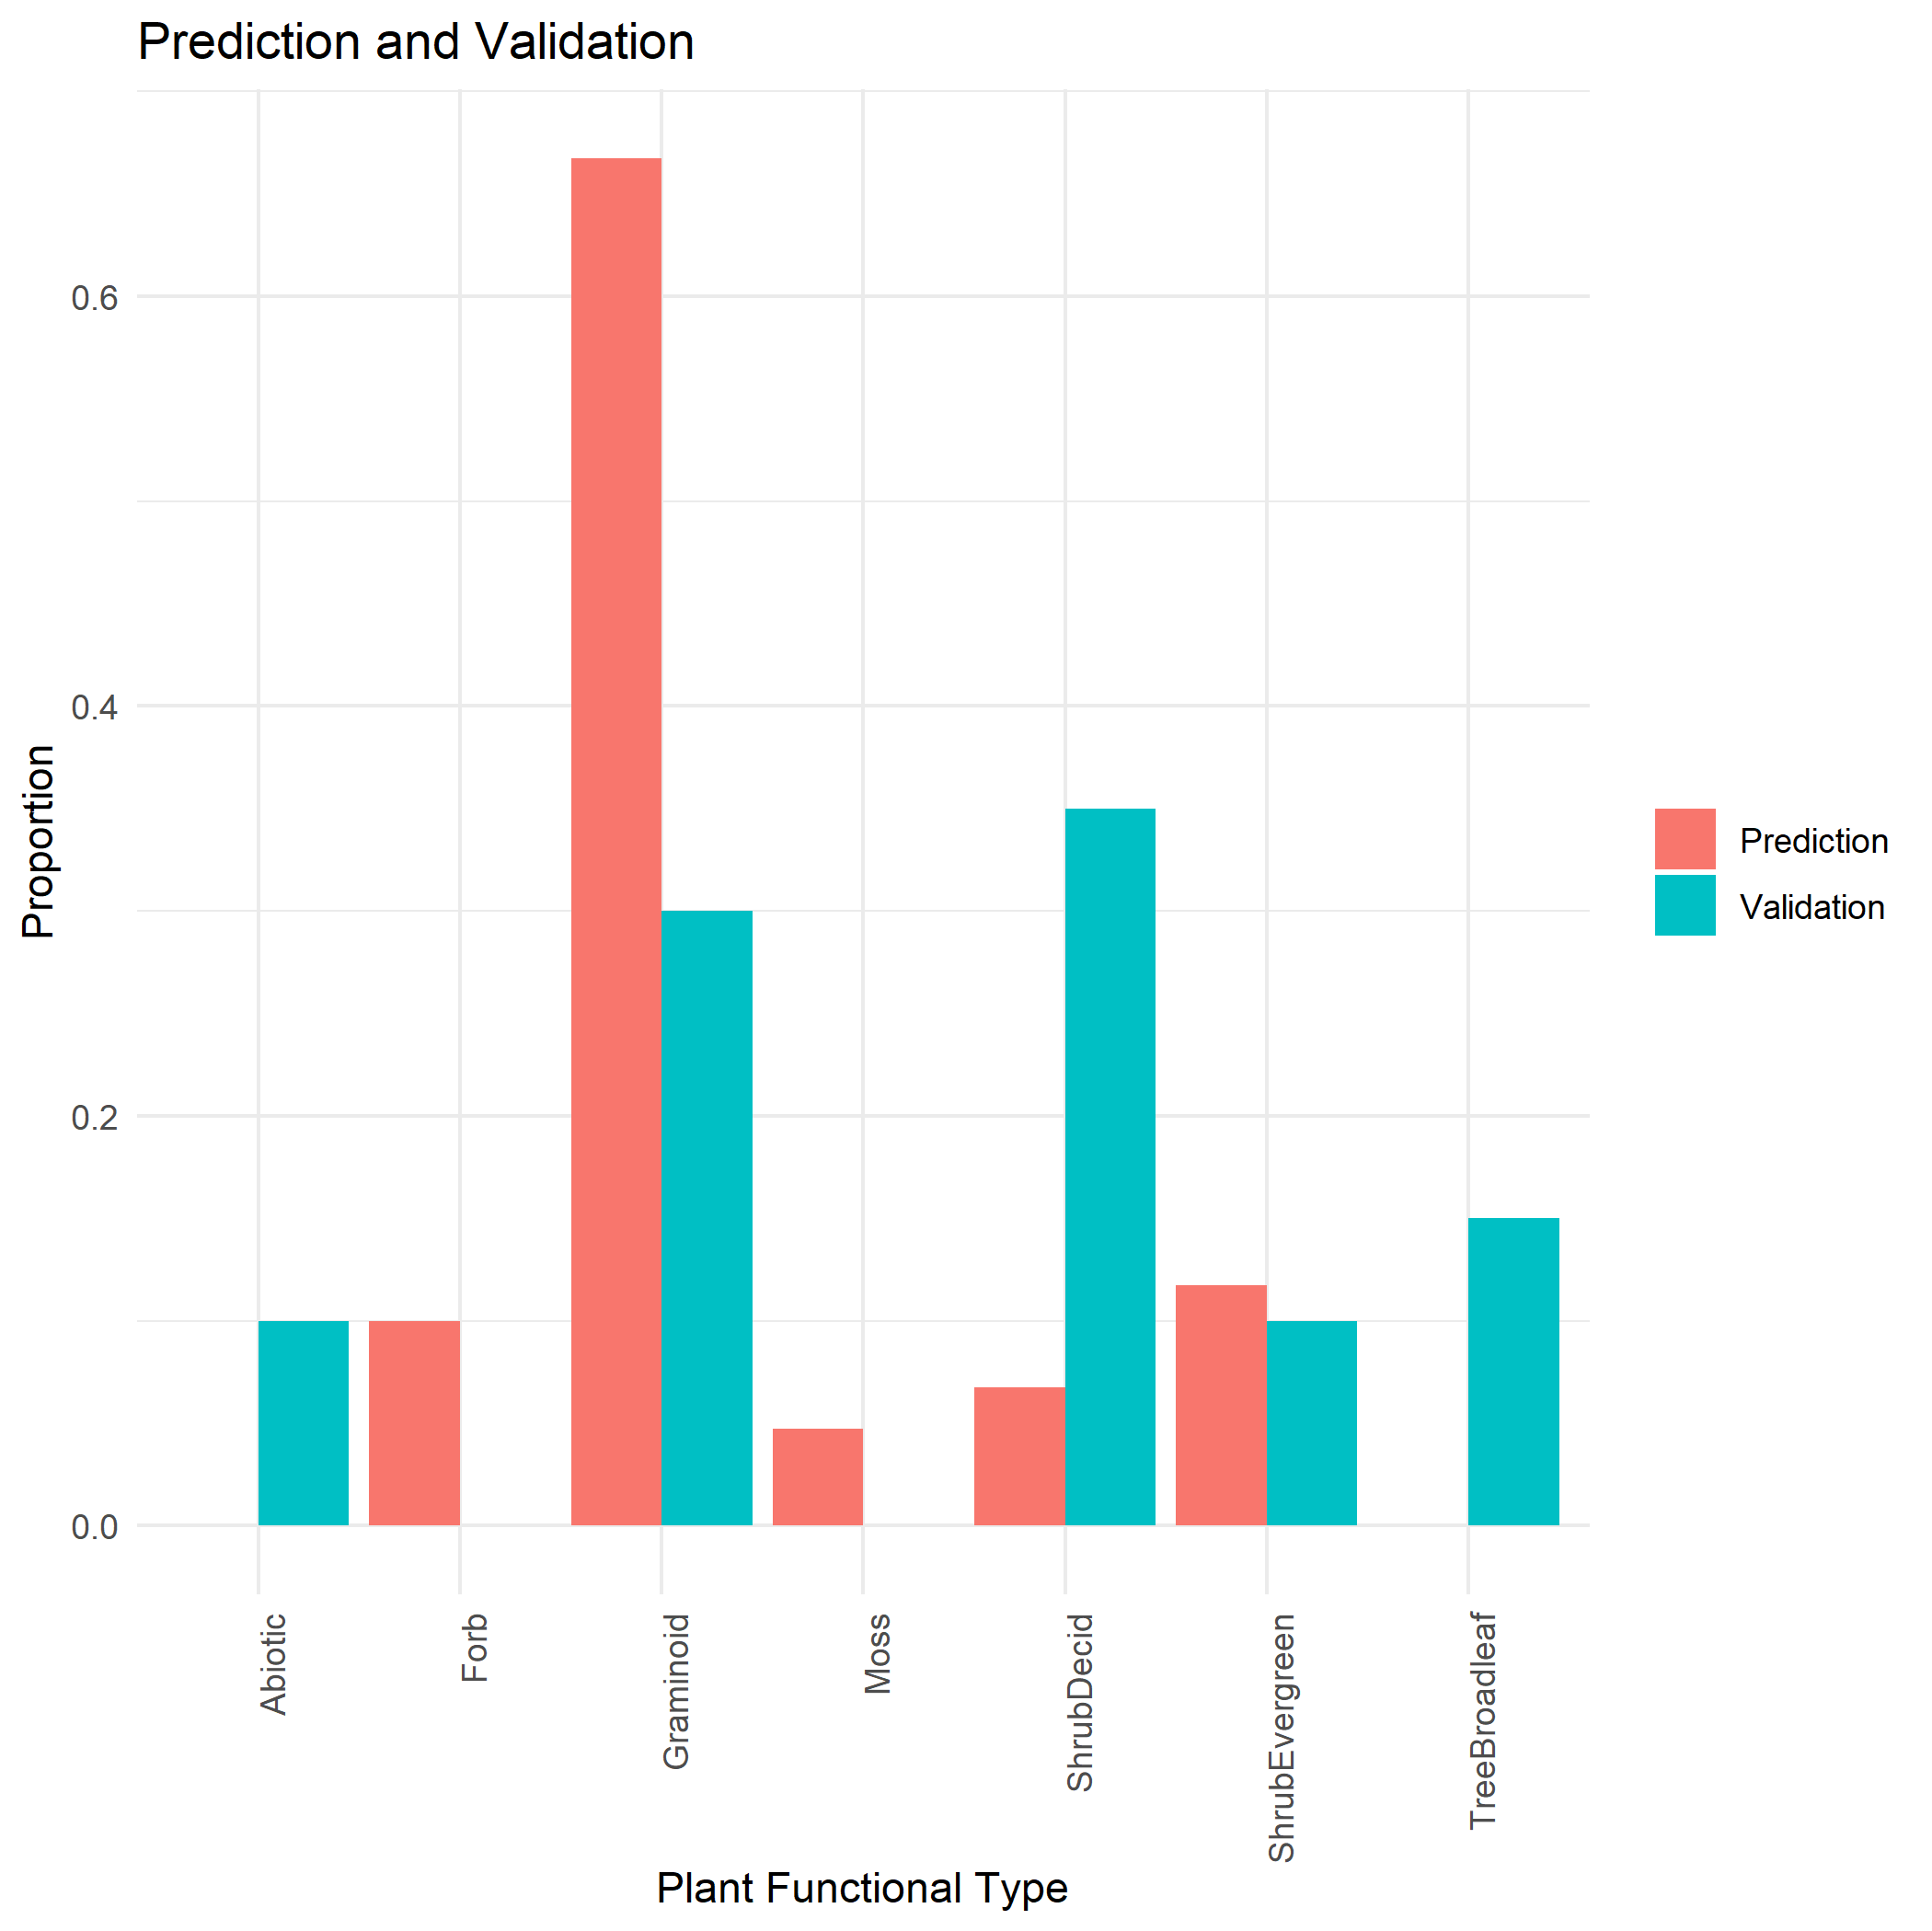 Prediction and Validation
Proportion
0.6
0.4
0.2
0.0
Abiotic
Forb
Graminoid
Moss
ShrubDecid
ShrubEvergreen
TreeBroadleaf
Plant Functional Type
Prediction
Validation